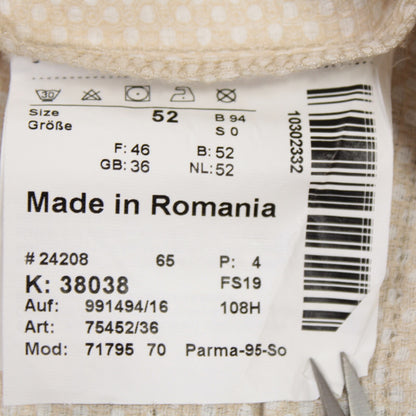 30
Size 52 B 94
Größe S 0
F: 46 B: 52
GB: 36 NL: 52
Made in Romania
# 24208 65 P: 4
K: 38038 FS19
Auf: 991494/16 108H
Art: 75452/36
Mod: 71795 70 Parma-95-So
10302332